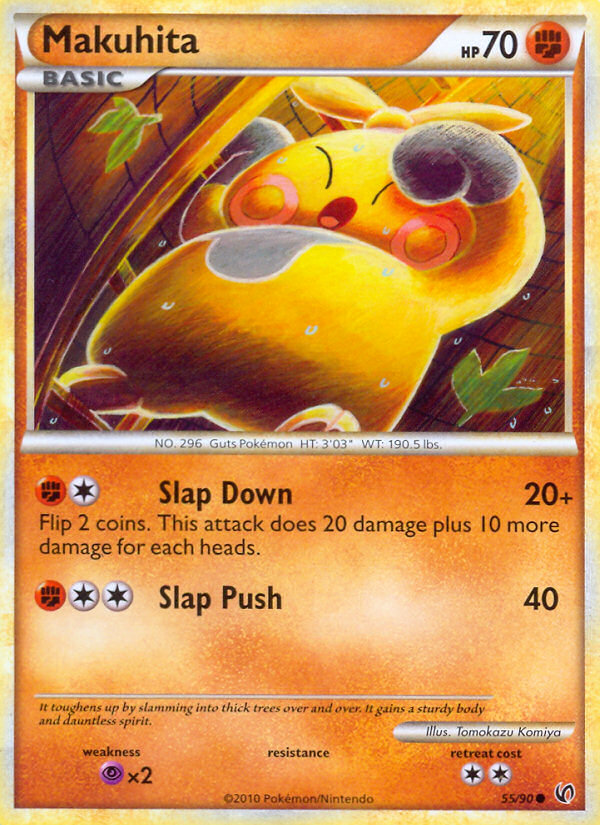 Makuhita
HP 70
BASIC
NO. 296 Guts Pokémon HT: 3'03" WT: 190.5 lbs.
Slap Down 20+
Flip 2 coins. This attack does 20 damage plus 10 more
damage for each heads.
Slap Push 40
It toughens up by slamming into thick trees over and over. It gains a sturdy body
and dauntless spirit.
Illus. Tomokazu Komiya
weakness resistance retreat cost
×2
©2010 Pokémon/Nintendo 55/90